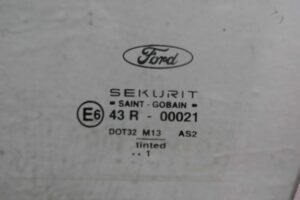 Ford
SEKURIT
" SAINT - GOBAIN "
E6 43 R - 00021
DOT32 M13 AS2
tinted
.. 1